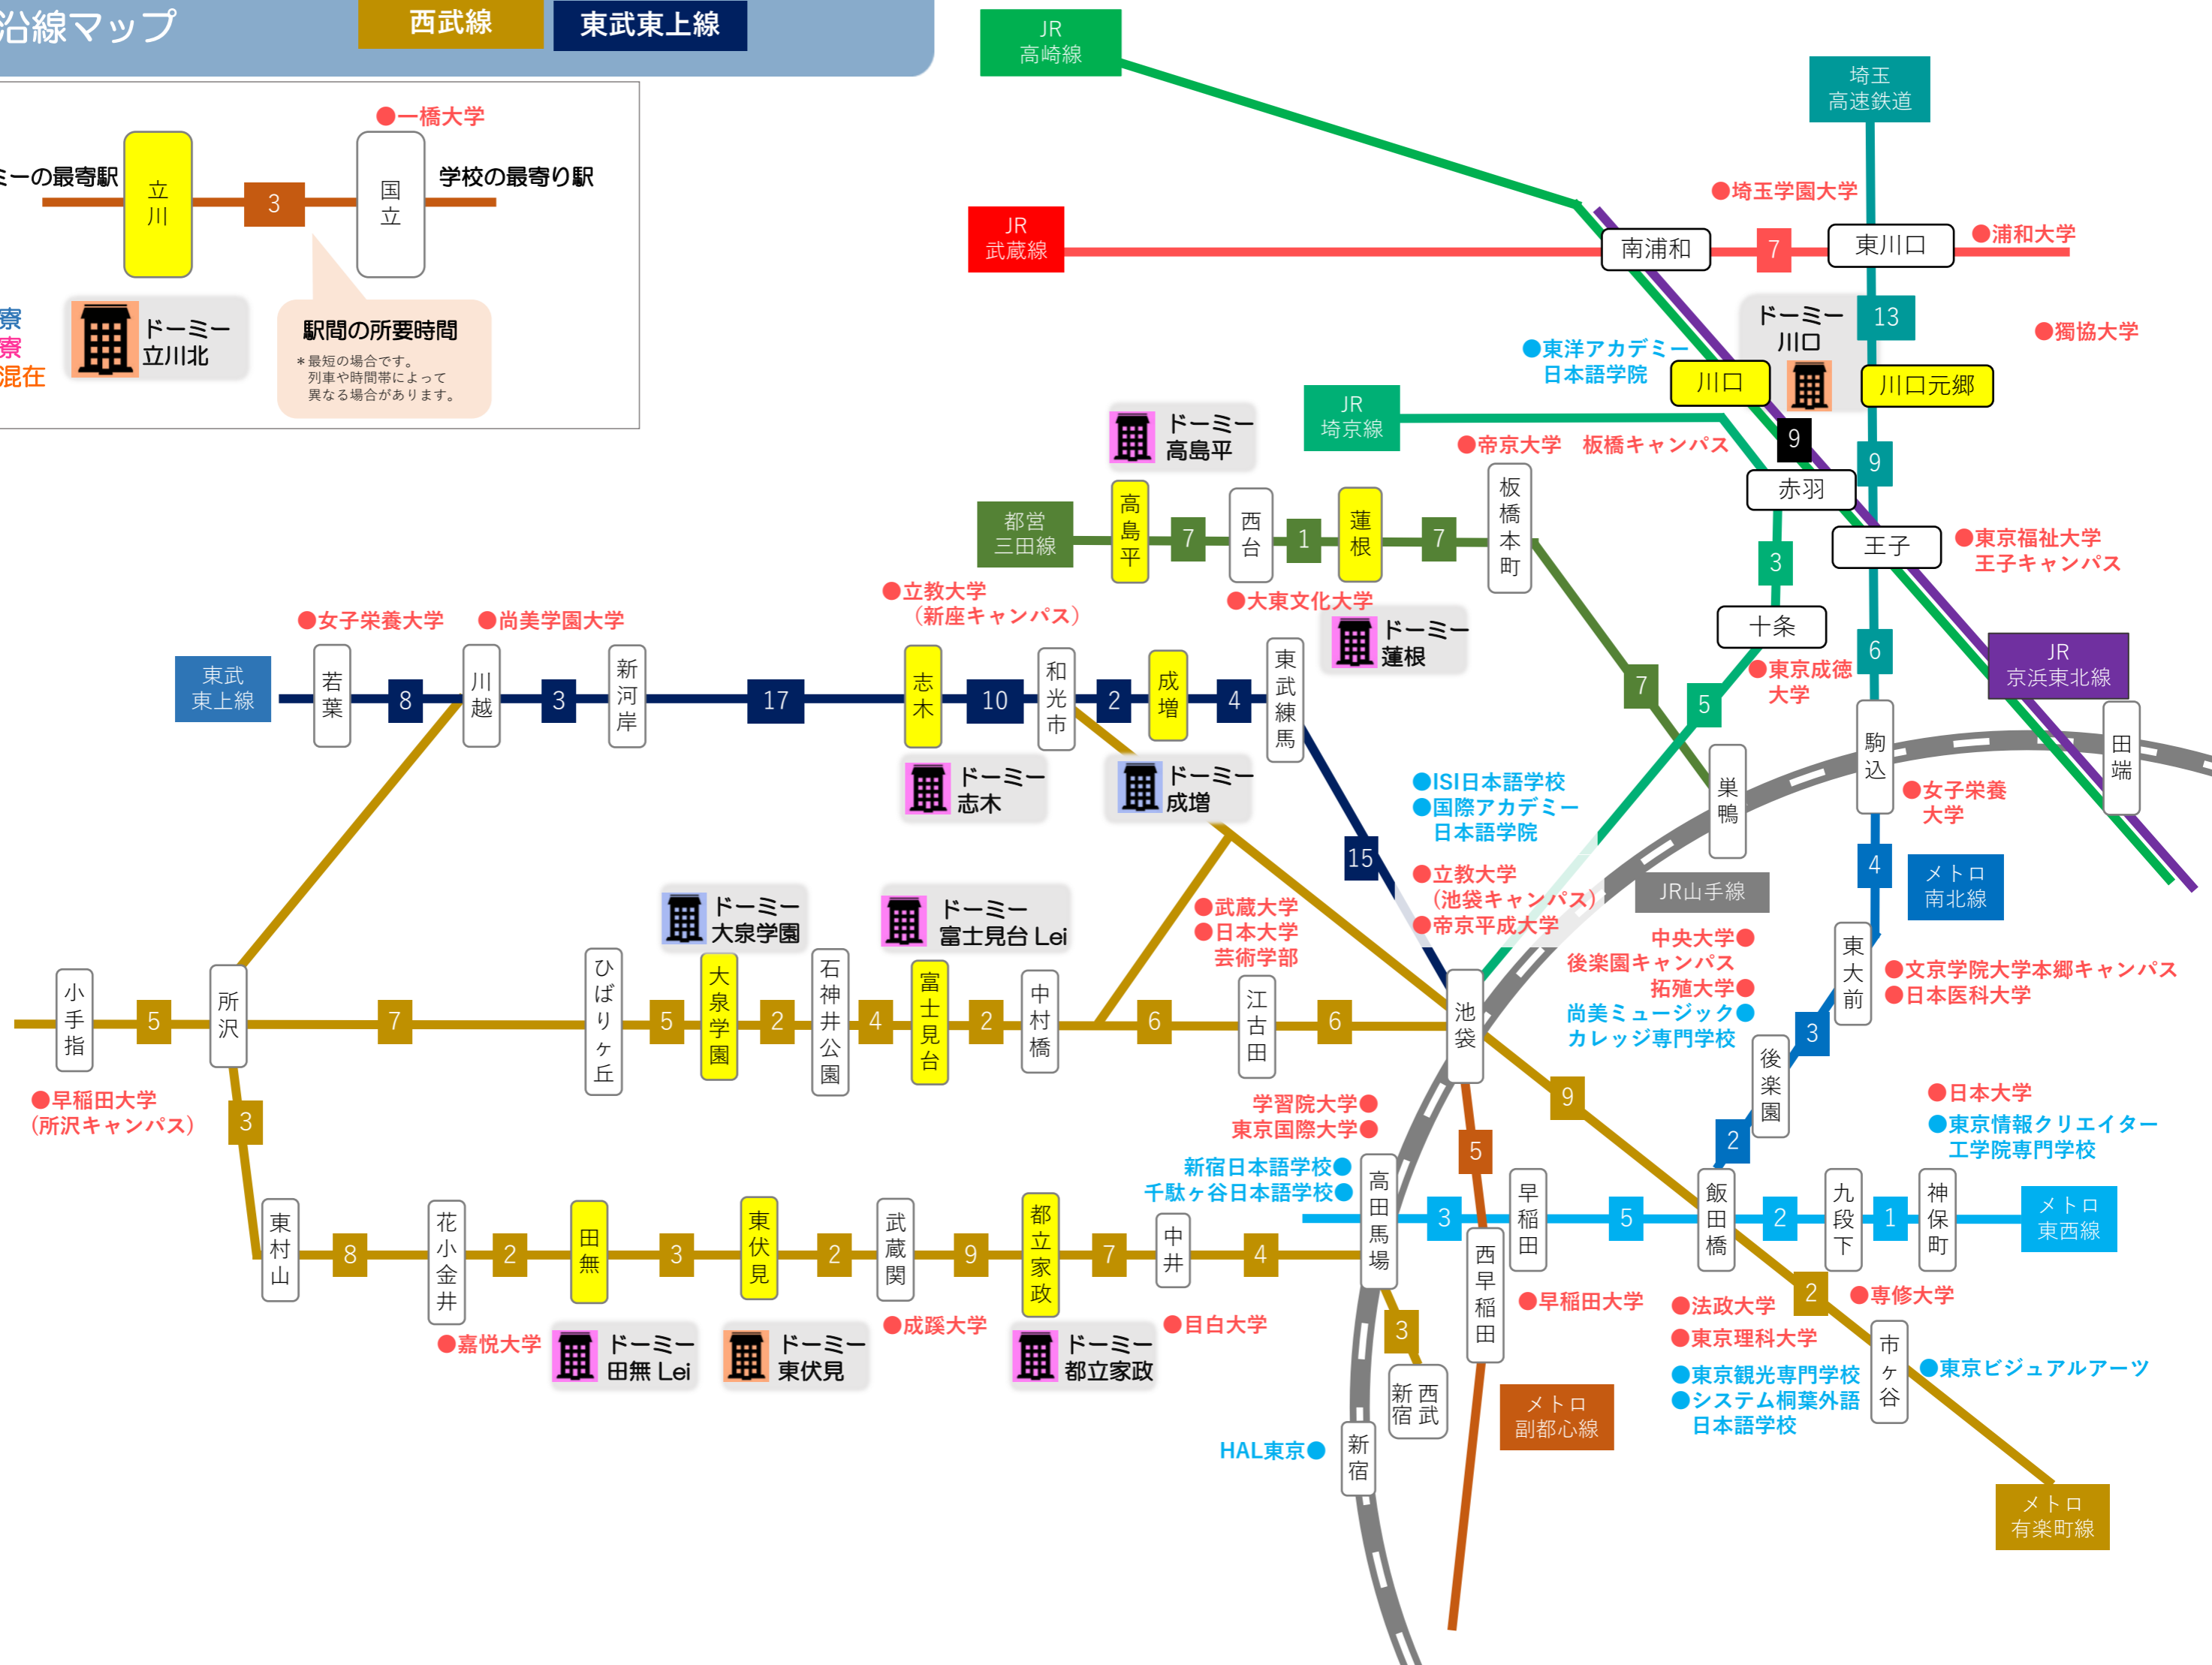 沿線マップ
西武線
東武東上線
●一橋大学
ミーの最寄駅
立川
3
国立
学校の最寄り駅
寮
寮
混在
ドーミー
立川北
駅間の所要時間
*最短の場合です。
列車や時間帯によって
異なる場合があります。
JR
高崎線
埼玉
高速鉄道
●埼玉学園大学
JR
武蔵線
南浦和
7
東川口
●浦和大学
13
●獨協大学
ドーミー
川口
●東洋アカデミー
日本語学院
川口
川口元郷
JR
埼京線
9
9
●帝京大学 板橋キャンパス
ドーミー
高島平
都営
三田線
高島平
7
西台
1
蓮根
7
板橋本町
赤羽
王子
●東京福祉大学
王子キャンパス
3
●立教大学
(新座キャンパス)
●大東文化大学
ドーミー
蓮根
十条
●東京成徳
大学
6
JR
京浜東北線
●女子栄養大学
●尚美学園大学
東武
東上線
若葉
8
川越
3
新河岸
17
志木
10
和光市
2
成増
4
東武練馬
7
5
駒込
田端
ドーミー
志木
ドーミー
成増
●ISI日本語学校
●国際アカデミー
日本語学院
巣鴨
●女子栄養
大学
15
4
メトロ
南北線
●立教大学
(池袋キャンパス)
●帝京平成大学
JR山手線
ドーミー
大泉学園
ドーミー
富士見台 Lei
●武蔵大学
●日本大学
芸術学部
中央大学●
後楽園キャンパス
拓殖大学●
尚美ミュージック●
カレッジ専門学校
東大前
●文京学院大学本郷キャンパス
●日本医科大学
小手指
5
所沢
7
ひばりヶ丘
5
大泉学園
2
石神井公園
4
富士見台
2
中村橋
6
江古田
6
池袋
3
後楽園
●早稲田大学
(所沢キャンパス)
3
学習院大学●
東京国際大学●
9
2
●日本大学
●東京情報クリエイター
工学院専門学校
新宿日本語学校●
千駄ヶ谷日本語学校●
5
高田馬場
3
早稲田
5
飯田橋
2
九段下
1
神保町
メトロ
東西線
東村山
8
花小金井
2
田無
3
東伏見
2
武蔵関
9
都立家政
7
中井
4
西早稲田
●嘉悦大学
ドーミー
田無 Lei
ドーミー
東伏見
●成蹊大学
ドーミー
都立家政
●目白大学
3
●早稲田大学
●法政大学
●東京理科大学
2
●専修大学
市ヶ谷
●東京ビジュアルアーツ
●東京観光専門学校
●システム桐葉外語
日本語学校
西武
新宿
メトロ
副都心線
HAL東京●
新宿
メトロ
有楽町線